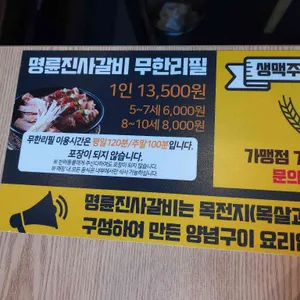 명륜진사갈비 무한리필
1인 13,500원
5~7세 6,000원
8~10세 8,000원
무한리필 이용시간은 평일120분/주말100분입니다.
포장이 되지 않습니다.
생맥주
가맹점
문의
명륜진사갈비는 목전지(목살과
구성하여 만든 양념구이 요리